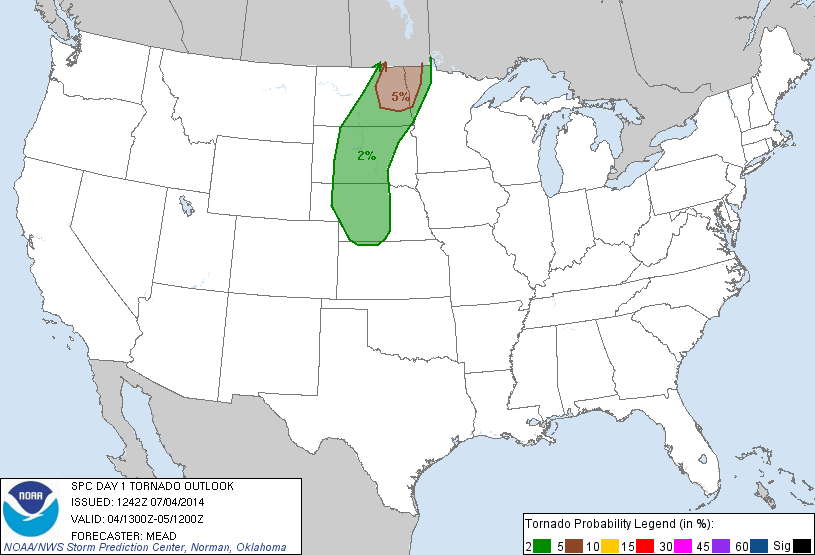 5%
2%
NOAA
SPC DAY 1 TORNADO OUTLOOK
ISSUED: 1242Z 07/04/2014
VALID: 04/1300Z-05/1200Z
FORECASTER: MEAD
NOAA/NWS Storm Prediction Center, Norman, Oklahoma
Tornado Probability Legend (in %):
2 5 10 15 30 45 60 Sig